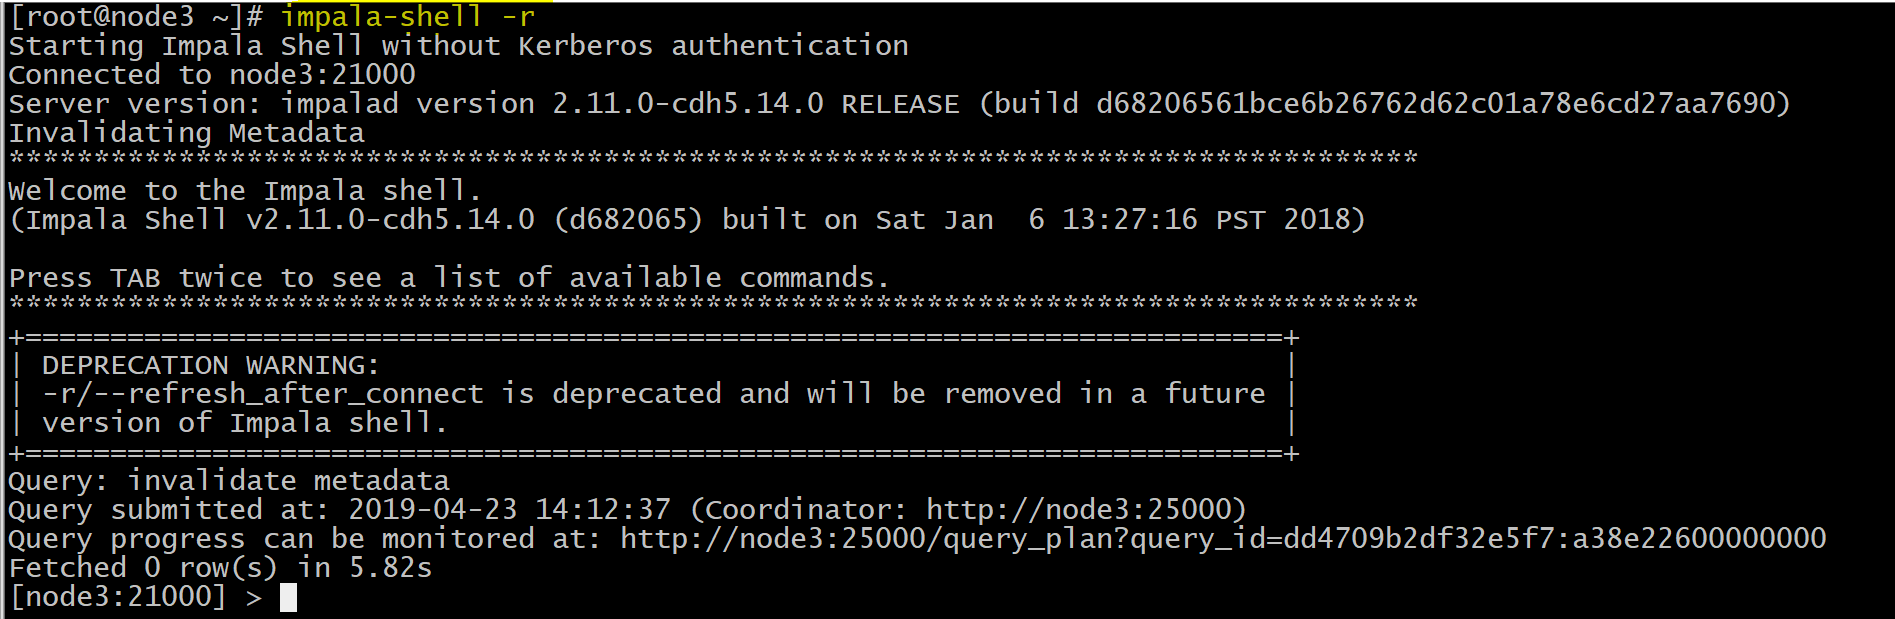 [root@node3 ~]# impala-shell -r
Starting Impala Shell without Kerberos authentication
Connected to node3:21000
Server version: impalad version 2.11.0-cdh5.14.0 RELEASE (build d68206561bce6b26762d62c01a78e6cd27aa7690)
Invalidating Metadata
***********************************************************************************
Welcome to the Impala shell.
(Impala Shell v2.11.0-cdh5.14.0 (d682065) built on Sat Jan  6 13:27:16 PST 2018)

Press TAB twice to see a list of available commands.
***********************************************************************************
+==========================================================================+
| DEPRECATION WARNING:                                                     |
| -r/--refresh_after_connect is deprecated and will be removed in a future |
| version of Impala shell.                                                 |
+==========================================================================+
Query: invalidate metadata
Query submitted at: 2019-04-23 14:12:37 (Coordinator: http://node3:25000)
Query progress can be monitored at: http://node3:25000/query_plan?query_id=dd4709b2df32e5f7:a38e22600000000
Fetched 0 row(s) in 5.82s
[node3:21000] >